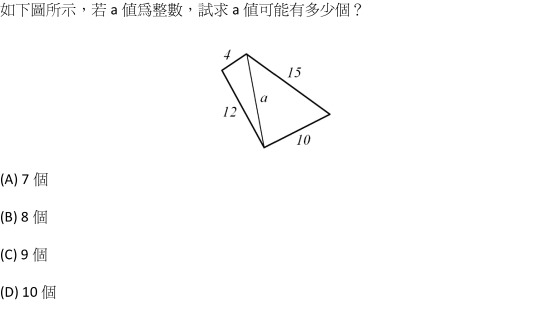 如下圖所示，若 a 值為整數，試求 a 值可能有多少個？
4
15
a
12
10
(A) 7 個
(B) 8 個
(C) 9 個
(D) 10 個